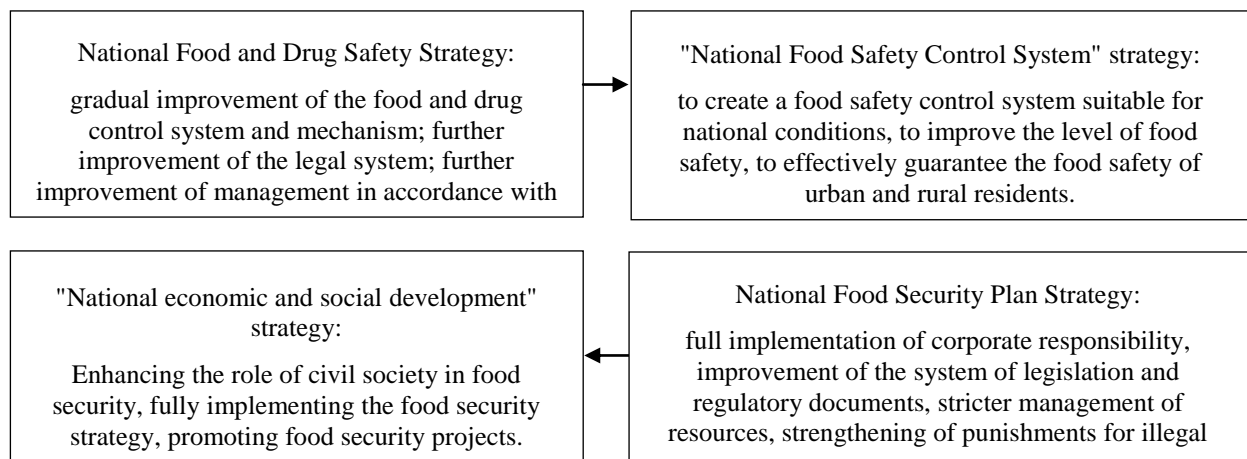 National Food and Drug Safety Strategy:
gradual improvement of the food and drug
control system and mechanism; further
improvement of the legal system; further
improvement of management in accordance with
"National Food Safety Control System" strategy:
to create a food safety control system suitable for
national conditions, to improve the level of food
safety, to effectively guarantee the food safety of
urban and rural residents.
"National economic and social development"
strategy:
Enhancing the role of civil society in food
security, fully implementing the food security
strategy, promoting food security projects.
National Food Security Plan Strategy:
full implementation of corporate responsibility,
improvement of the system of legislation and
regulatory documents, stricter management of
resources, strengthening of punishments for illegal